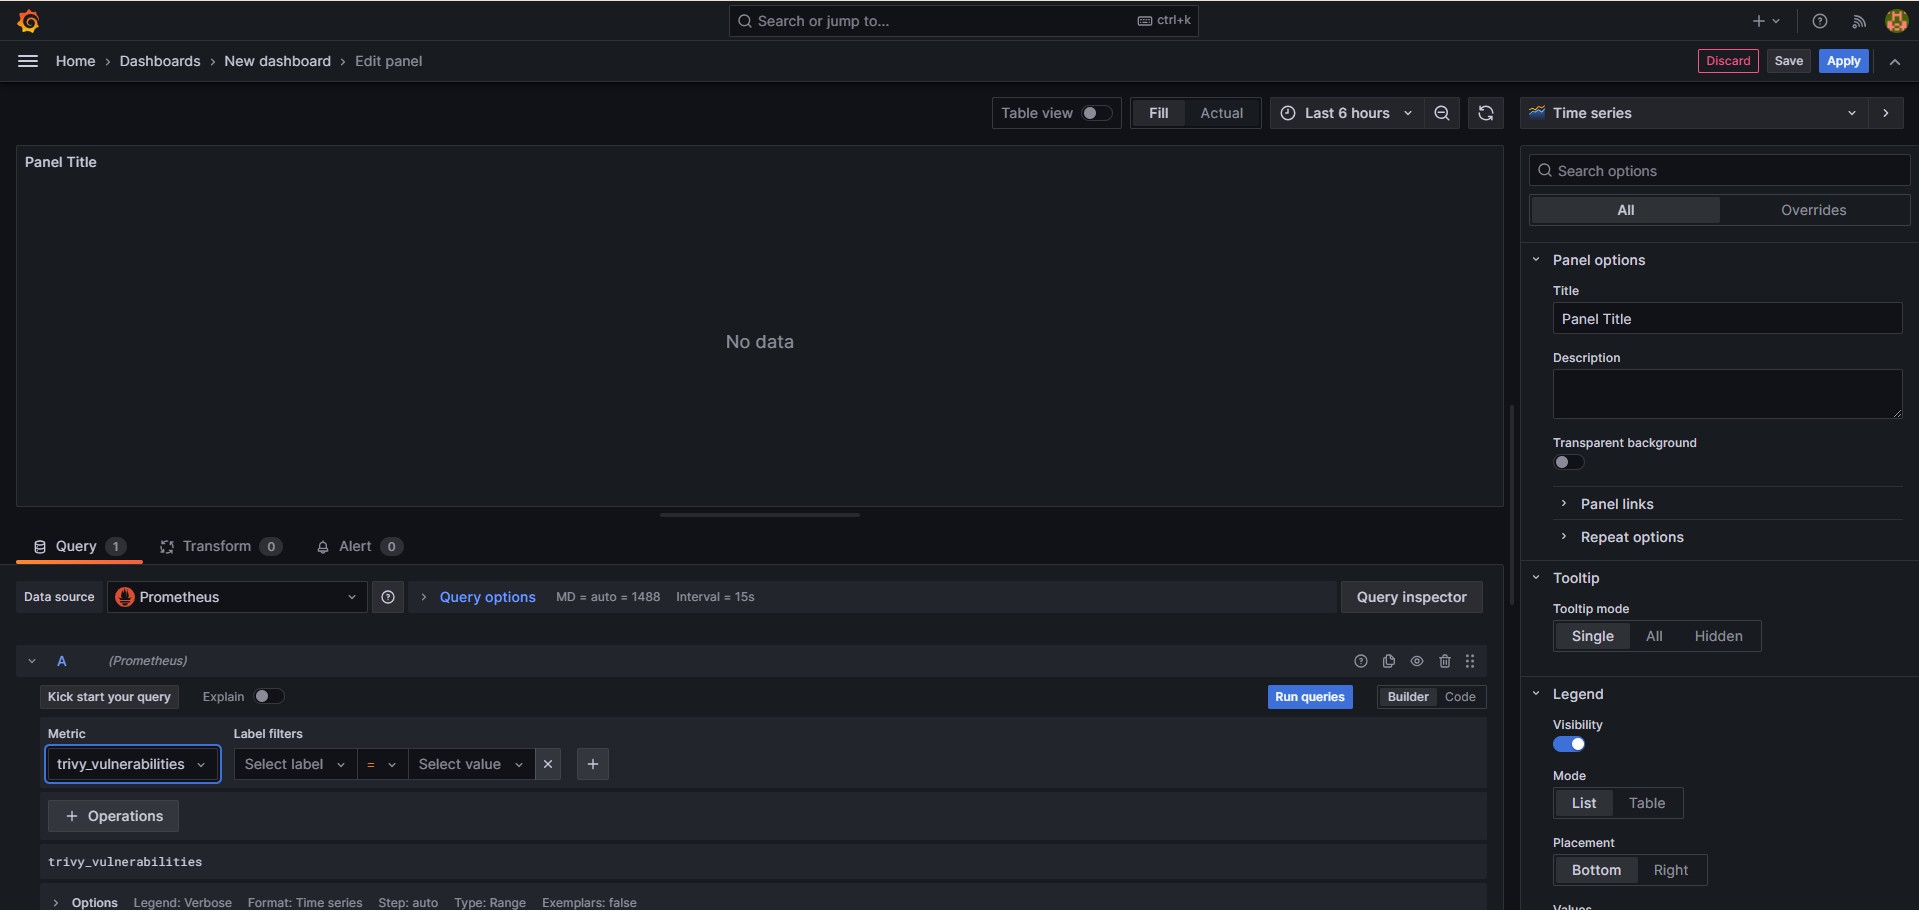 Search or jump to... ctrl+k
Home › Dashboards › New dashboard › Edit panel
Discard Save Apply
Table view Fill Actual Last 6 hours
Time series
Panel Title
No data
Search options
All Overrides
Panel options
Title
Panel Title
Description
Transparent background
Panel links
Repeat options
Tooltip
Tooltip mode
Single All Hidden
Legend
Visibility
Mode
List Table
Placement
Bottom Right
Values
Query 1 Transform 0 Alert 0
Data source Prometheus Query options MD = auto = 1488 Interval = 15s Query inspector
A (Prometheus)
Kick start your query Explain Run queries Builder Code
Metric Label filters
trivy_vulnerabilities Select label = Select value
+ Operations
trivy_vulnerabilities
Options Legend: Verbose Format: Time series Step: auto Type: Range Exemplars: false